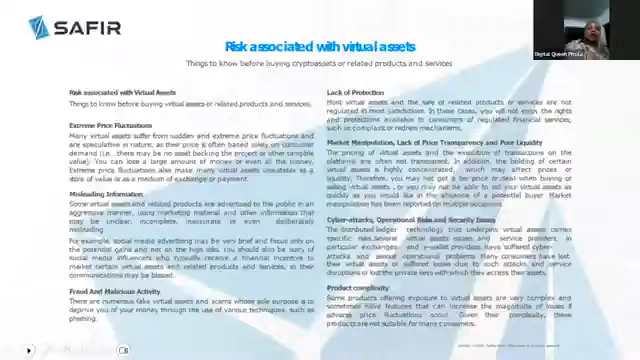 SAFIR
Risk associated with virtual assets
Things to know before buying cryptoassets or related products and services
Digital Queen Priola
Risk associated with Virtual Assets
Things to know before buying virtual assets or related products and services.
Extreme Price Fluctuations
Many virtual assets suffer from sudden and extreme price fluctuations and
are speculative in nature, as their price is often based solely on consumer
demand (i.e., there may be no asset backing the project or other tangible
value). You can lose a large amount of money or even all the money.
Extreme price fluctuations also make many virtual assets unsuitable as a
store of value or as a medium of exchange or payment.
Misleading Information
Some virtual assets and related products are advertised to the public in an
aggressive manner, using marketing material and other information that
may be unclear, incomplete, inaccurate or even deliberately
misleading.
For example, social media advertising may be very brief and focus only on
the potential gains and not on the high risks. You should also be wary of
social media influencers who typically receive a financial incentive to
market certain virtual assets and related products and services, so their
communications may be biased.
Fraud And Malicious Activity
There are numerous fake virtual assets and scams whose sole purpose is to
deprive you of your money through the use of various techniques, such as
phishing.
Lack of Protection
Most virtual assets and the sale of related products or services are not
regulated in most jurisdictions. In these cases, you will not enjoy the rights
and protections available to consumers of regulated financial services,
such as complaint or redress mechanisms.
Market Manipulation, Lack of Price Transparency and Poor Liquidity
The pricing of virtual assets and the execution of transactions on the
platform are often not transparent. In addition, the holding of certain
virtual assets is highly concentrated, which may affect prices or
liquidity. Therefore, you may not get a fair price or deal when buying or
selling virtual assets, or you may not be able to sell your virtual assets as
quickly as you would like in the absence of a potential buyer. Market
manipulation has been reported on multiple occasions.
Cyber-attacks, Operational Risks and Security Issues
The distributed ledger technology that underpins virtual assets carries
specific risks. Several virtual assets issuers and service providers, in
particular exchanges and e-wallet providers have suffered cyber-
attacks and severe operational problems. Many consumers have lost
their virtual assets or suffered losses due to such attacks and service
disruptions or lost the private keys with which they access their assets.
Product complexity
Some products offering exposure to virtual assets are very complex and
sometimes have features that can increase the magnitude of losses if
adverse price fluctuations occur. Given their complexity, these
products are not suitable for many consumers.